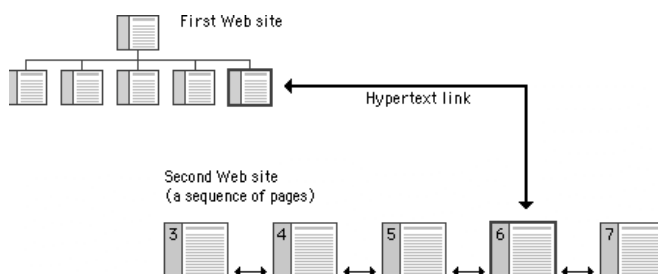 First Web site
Hypertext link
Second Web site
(a sequence of pages)
3 4 5 6 7